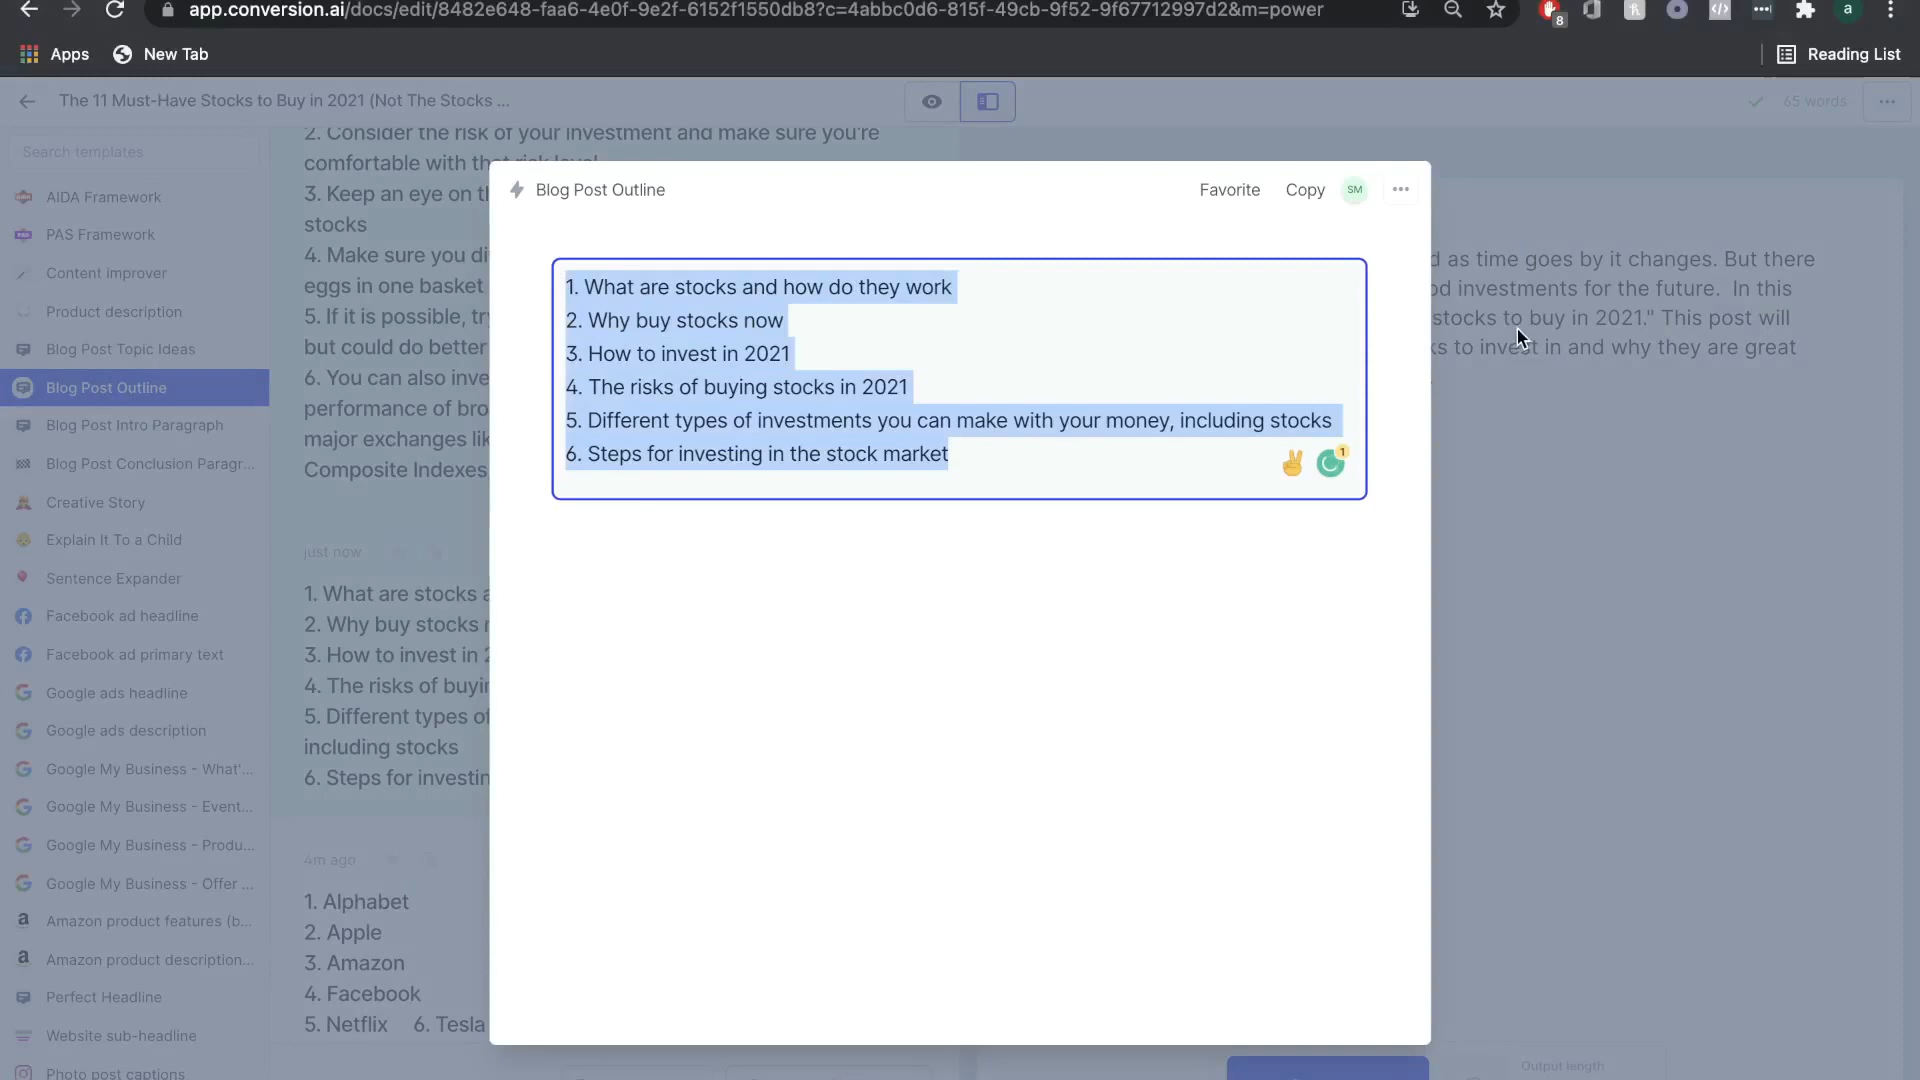 app.conversion.ai/docs/edit/8482e648-faa6-4e0f-9e2f-6152f1550db8?c=4abbc0d6-815f-49cb-9f52-9f67712997d2&m=power
8
a
Apps
New Tab
Reading List
The 11 Must-Have Stocks to Buy in 2021 (Not The Stocks ...
65 words
Search templates
AIDA Framework
PAS Framework
Content improver
Product description
Blog Post Topic Ideas
Blog Post Outline
Blog Post Intro Paragraph
Blog Post Conclusion Paragr...
Creative Story
Explain It To a Child
Sentence Expander
Facebook ad headline
Facebook ad primary text
Google ads headline
Google ads description
Google My Business - What'...
Google My Business - Event...
Google My Business - Produ...
Google My Business - Offer ...
Amazon product features (b...
Amazon product description...
Perfect Headline
Website sub-headline
Photo post captions
2. Consider the risk of your investment and make sure you're
comfortable with that risk level
3. Keep an eye on
stocks
4. Make sure you
eggs in one basket
5. If it is possible,
but could do better
6. You can also
performance of
major exchanges
Composite Indexes
just now
1. What are stocks
2. Why buy stocks
3. How to invest in
4. The risks of
5. Different types of
including stocks
6. Steps for
4m ago
1. Alphabet
2. Apple
3. Amazon
4. Facebook
5. Netflix 6. Tesla
Blog Post Outline
Favorite
Copy
SM
1. What are stocks and how do they work
2. Why buy stocks now
3. How to invest in 2021
4. The risks of buying stocks in 2021
5. Different types of investments you can make with your money, including stocks
6. Steps for investing in the stock market
1
as time goes by it changes. But there
investments for the future. In this
stocks to buy in 2021." This post will
to invest in and why they are great
Output length